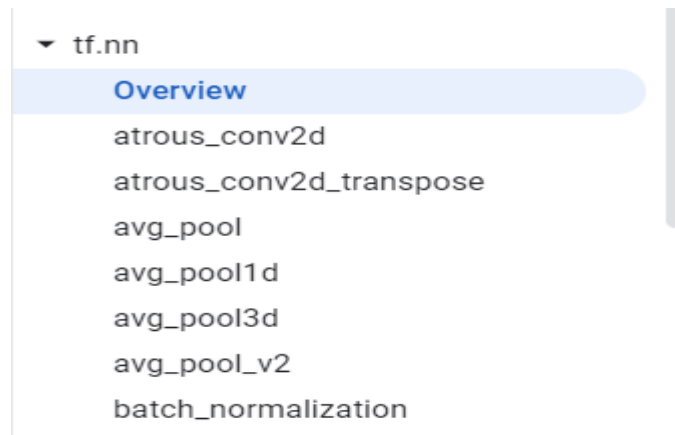 tf.nn
Overview
atrous_conv2d
atrous_conv2d_transpose
avg_pool
avg_pool1d
avg_pool3d
avg_pool_v2
batch_normalization